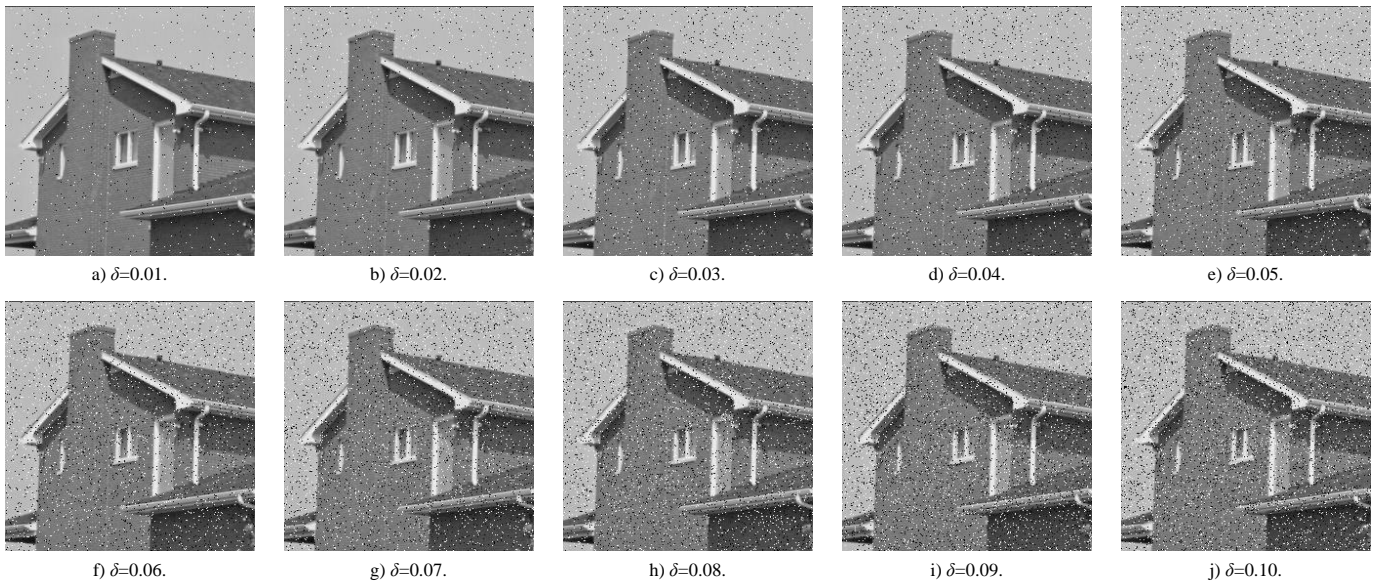 a) δ=0.01.
b) δ=0.02.
c) δ=0.03.
d) δ=0.04.
e) δ=0.05.
f) δ=0.06.
g) δ=0.07.
h) δ=0.08.
i) δ=0.09.
j) δ=0.10.